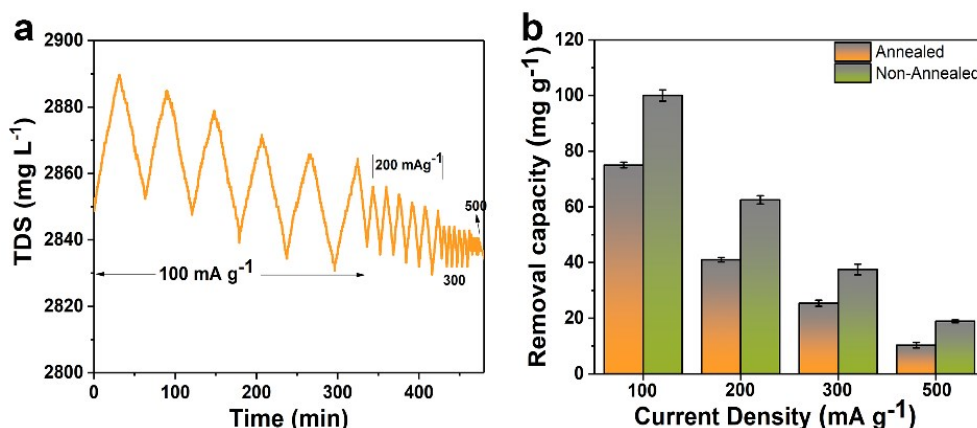 a
2900
2880
2860
2840
2820
2800
TDS (mg L⁻¹)
200 mAg⁻¹
500
300
100 mA g⁻¹
0
100
200
300
400
Time (min)
b
120
100
80
60
40
20
0
Removal capacity (mg g⁻¹)
Annealed
Non-Annealed
100
200
300
500
Current Density (mA g⁻¹)